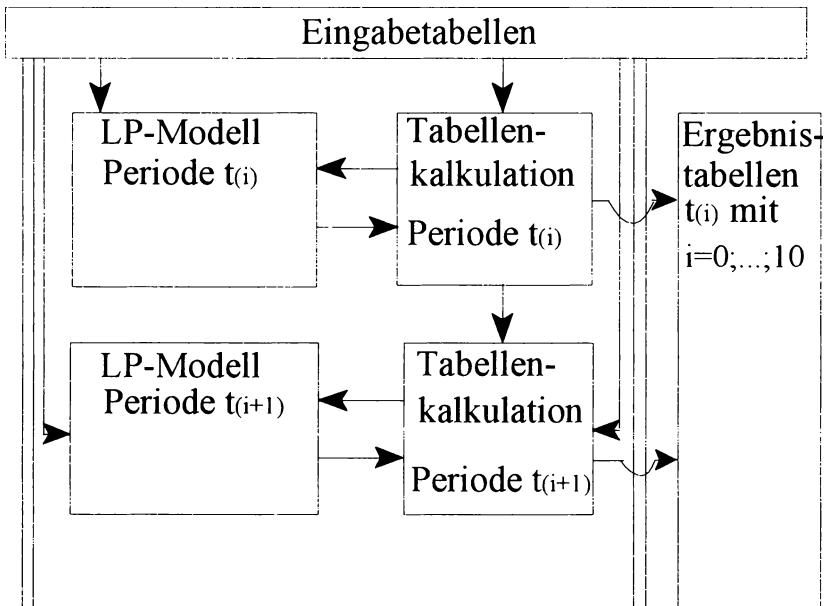 Eingabetabellen
LP-Modell
Periode t(i)
Tabellen-
kalkulation
Periode t(i)
Ergebnis-
tabellen
t(i) mit
i=0;...;10
LP-Modell
Periode t(i+1)
Tabellen-
kalkulation
Periode t(i+1)